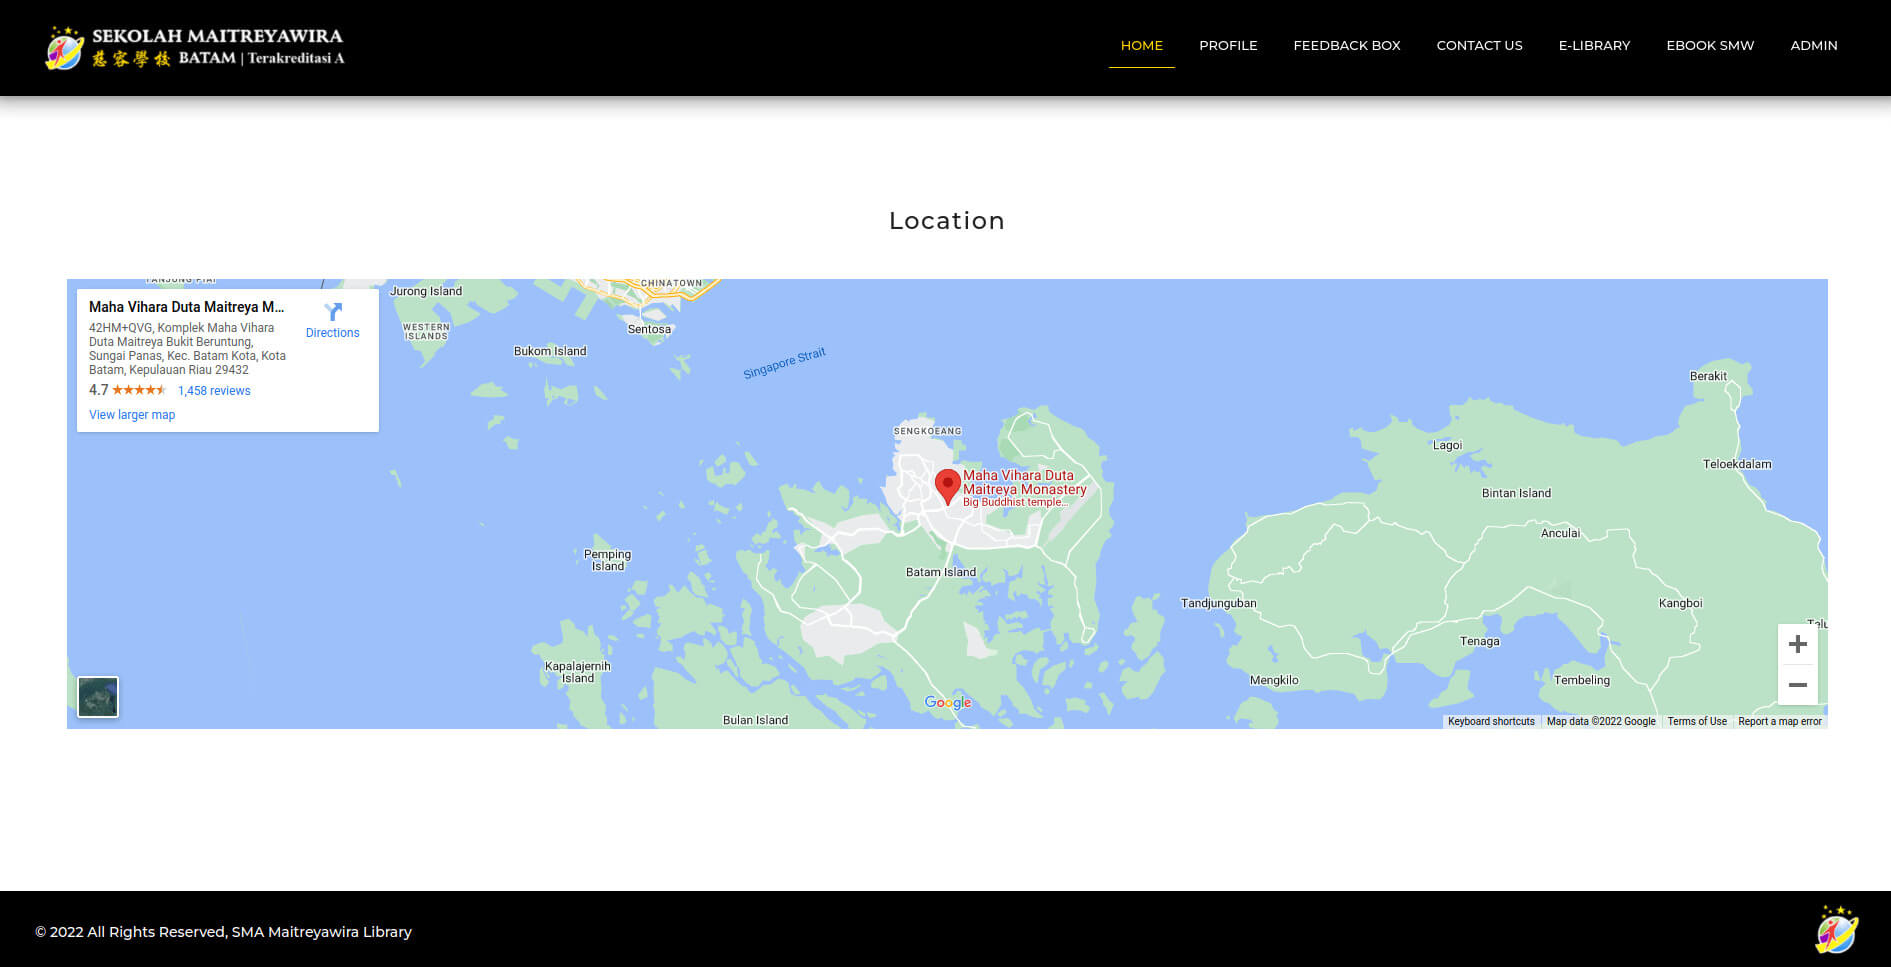 SEKOLAH MAITREYAWIRA
慈容學校 BATAM | Terakreditasi A
HOME
PROFILE
FEEDBACK BOX
CONTACT US
E-LIBRARY
EBOOK SMW
ADMIN
Location
TANJUNG PIAI
Jurong Island
CHINATOWN
Maha Vihara Duta Maitreya M...
Directions
42HM+QVG, Komplek Maha Vihara
Duta Maitreya Bukit Beruntung,
Sungai Panas, Kec. Batam Kota, Kota
Batam, Kepulauan Riau 29432
4.7
1,458 reviews
View larger map
WESTERN
ISLANDS
Sentosa
Bukom Island
Singapore Strait
Berakit
SENGKOEANG
Lagoi
Teloekdalam
Maha Vihara Duta
Maitreya Monastery
Big Buddhist temple...
Bintan Island
Anculai
Pemping
Island
Batam Island
Tandjunguban
Kangboi
Telu
Tenaga
Kapalajernih
Island
Mengkilo
Tembeling
Google
Bulan Island
Keyboard shortcuts
Map data ©2022 Google
Terms of Use
Report a map error
© 2022 All Rights Reserved, SMA Maitreyawira Library